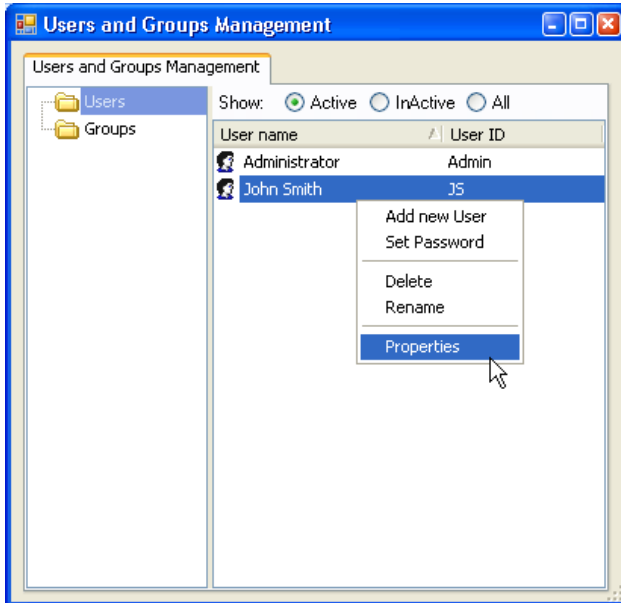 Users and Groups Management
Users and Groups Management
Users
Groups
Show: Active InActive All
User name User ID
Administrator Admin
John Smith JS
Add new User
Set Password
Delete
Rename
Properties